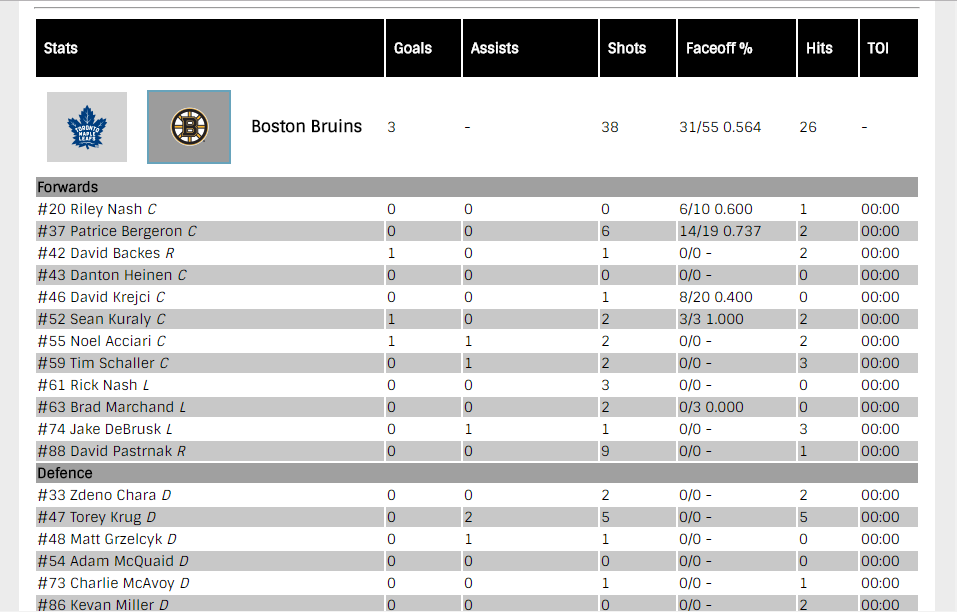 Stats Goals Assists Shots Faceoff % Hits TOI
TORONTO
MAPLE
LEAFS
B
Boston Bruins 3 - 38 31/55 0.564 26 -
Forwards
#20 Riley Nash C 0 0 0 6/10 0.600 1 00:00
#37 Patrice Bergeron C 0 0 6 14/19 0.737 2 00:00
#42 David Backes R 1 0 1 0/0 - 2 00:00
#43 Danton Heinen C 0 0 0 0/0 - 0 00:00
#46 David Krejci C 0 0 1 8/20 0.400 0 00:00
#52 Sean Kuraly C 1 0 2 3/3 1.000 2 00:00
#55 Noel Acciari C 1 1 2 0/0 - 2 00:00
#59 Tim Schaller C 0 1 2 0/0 - 3 00:00
#61 Rick Nash L 0 0 3 0/0 - 0 00:00
#63 Brad Marchand L 0 0 2 0/3 0.000 0 00:00
#74 Jake DeBrusk L 0 1 1 0/0 - 3 00:00
#88 David Pastrnak R 0 0 9 0/0 - 1 00:00
Defence
#33 Zdeno Chara D 0 0 2 0/0 - 2 00:00
#47 Torey Krug D 0 2 5 0/0 - 5 00:00
#48 Matt Grzelcyk D 0 1 1 0/0 - 0 00:00
#54 Adam McQuaid D 0 0 0 0/0 - 0 00:00
#73 Charlie McAvoy D 0 0 1 0/0 - 1 00:00
#86 Kevan Miller D 0 0 0 0/0 - 2 00:00